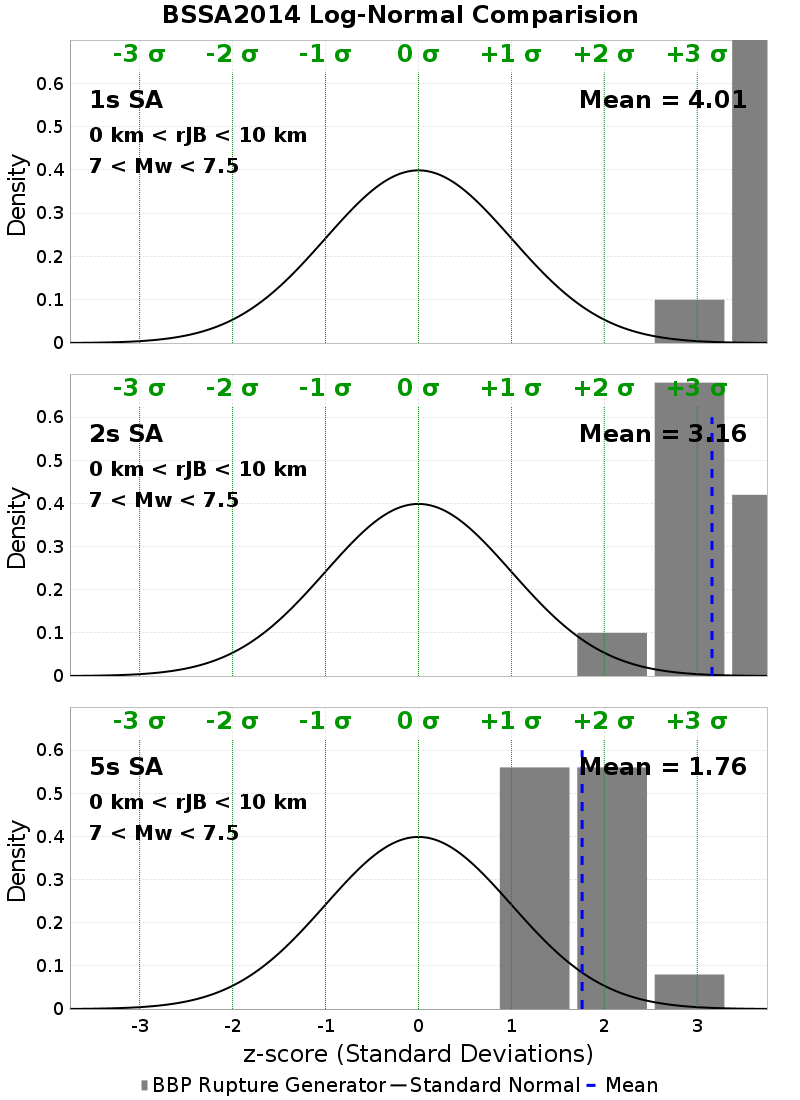 BSSA2014 Log-Normal Comparision
-3 σ -2 σ -1 σ 0 σ +1 σ +2 σ +3 σ
1s SA Mean = 4.01
0 km < rJB < 10 km
7 < Mw < 7.5
0.6
0.5
0.4
0.3
0.2
0.1
0
Density
-3 σ -2 σ -1 σ 0 σ +1 σ +2 σ +3 σ
2s SA Mean = 3.16
0 km < rJB < 10 km
7 < Mw < 7.5
0.6
0.5
0.4
0.3
0.2
0.1
0
Density
-3 σ -2 σ -1 σ 0 σ +1 σ +2 σ +3 σ
5s SA Mean = 1.76
0 km < rJB < 10 km
7 < Mw < 7.5
0.6
0.5
0.4
0.3
0.2
0.1
0
Density
-3 -2 -1 0 1 2 3
z-score (Standard Deviations)
BBP Rupture Generator Standard Normal Mean